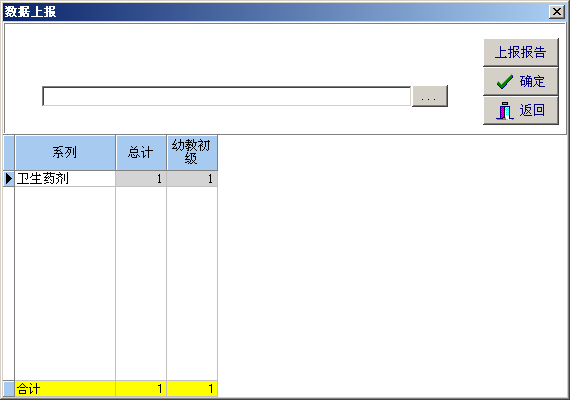 数据上报
上报报告
...
确定
返回
系列 总计 幼教初
级
卫生药剂 1 1
合计 1 1